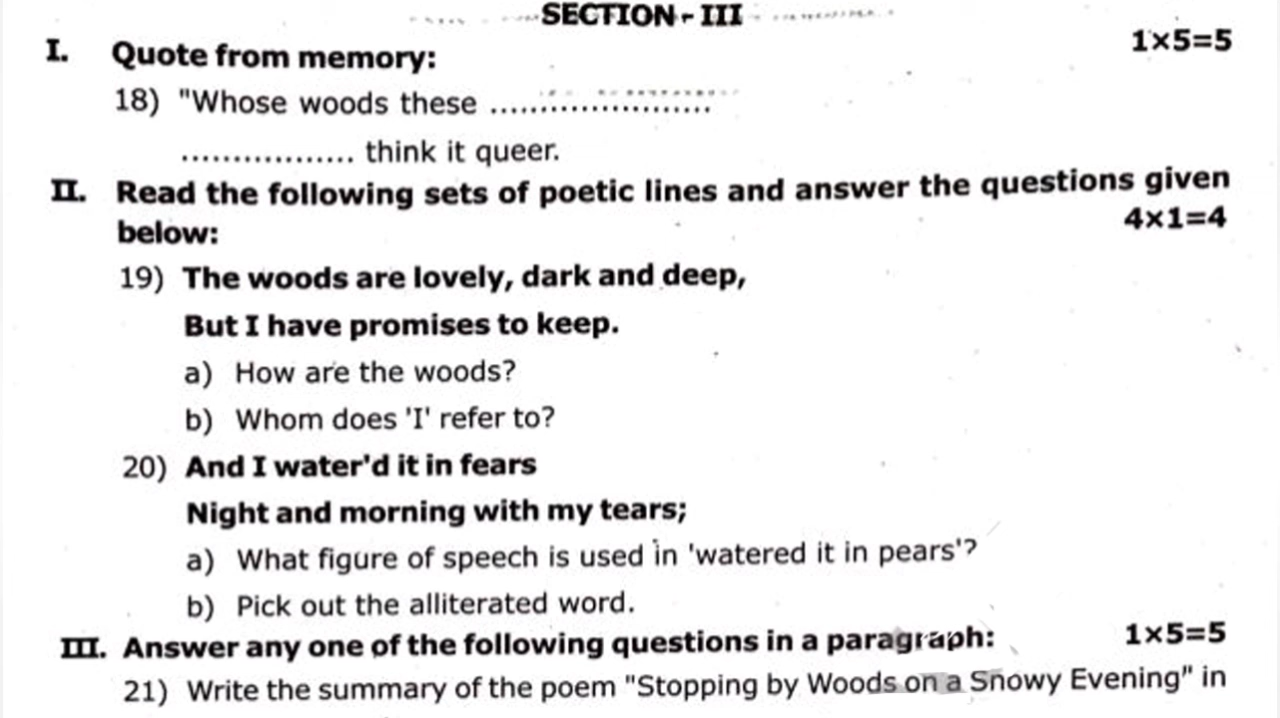 SECTION - III
I. Quote from memory: 1×5=5
18) "Whose woods these ......................
................. think it queer.
II. Read the following sets of poetic lines and answer the questions given
below: 4×1=4
19) The woods are lovely, dark and deep,
But I have promises to keep.
a) How are the woods?
b) Whom does 'I' refer to?
20) And I water'd it in fears
Night and morning with my tears;
a) What figure of speech is used in 'watered it in pears'?
b) Pick out the alliterated word.
III. Answer any one of the following questions in a paragraph: 1×5=5
21) Write the summary of the poem "Stopping by Woods on a Snowy Evening" in